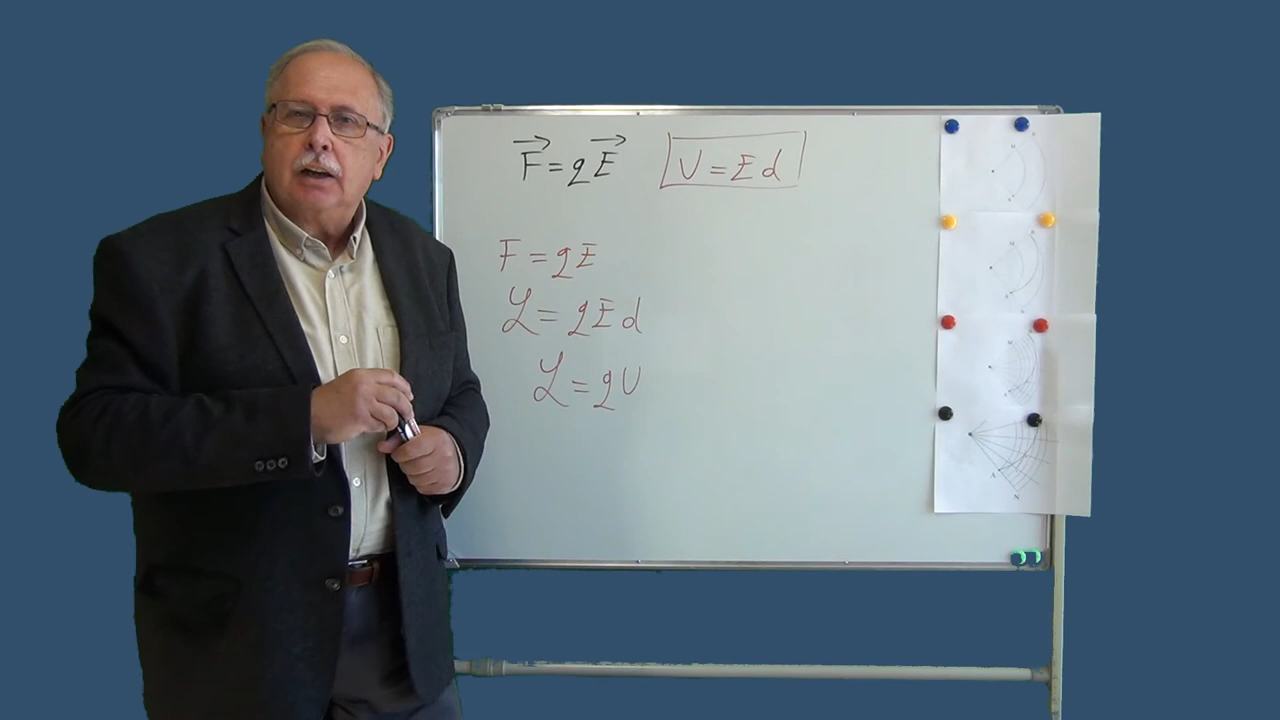 F⃗ = qE⃗ U = Ed
F = qE
ℒ = qEd
ℒ = qU
A
N